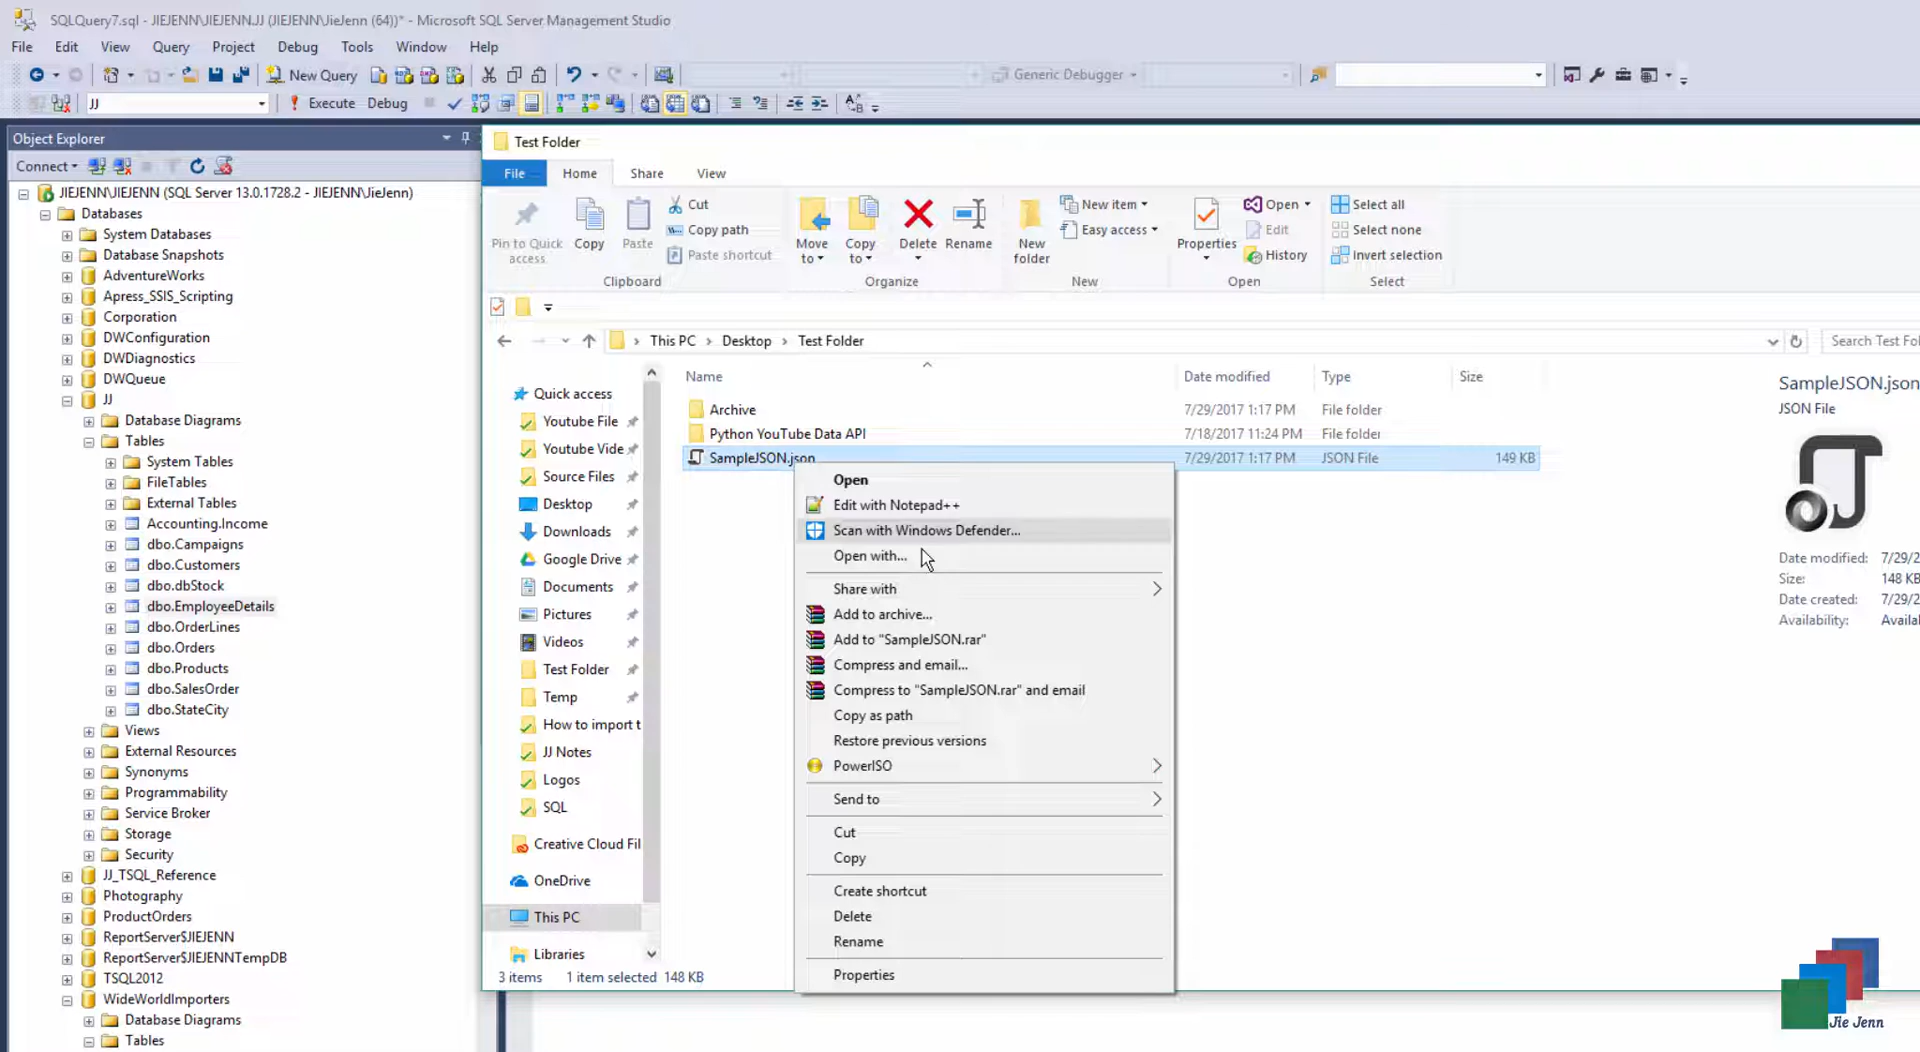 SQLQuery7.sql - JIEJENN\JIEJENN.JJ (JIEJENN\JieJenn (64))* - Microsoft SQL Server Management Studio
File Edit View Query Project Debug Tools Window Help
New Query Generic Debugger
JJ Execute Debug
Object Explorer
Connect
JIEJENN\JIEJENN (SQL Server 13.0.1728.2 - JIEJENN\JieJenn)
Databases
System Databases
Database Snapshots
AdventureWorks
Apress_SSIS_Scripting
Corporation
DWConfiguration
DWDiagnostics
DWQueue
JJ
Database Diagrams
Tables
System Tables
FileTables
External Tables
Accounting.Income
dbo.Campaigns
dbo.Customers
dbo.dbStock
dbo.EmployeeDetails
dbo.OrderLines
dbo.Orders
dbo.Products
dbo.SalesOrder
dbo.StateCity
Views
External Resources
Synonyms
Programmability
Service Broker
Storage
Security
JJ_TSQL_Reference
Photography
ProductOrders
ReportServer$JIEJENN
ReportServer$JIEJENNTempDB
TSQL2012
WideWorldImporters
Database Diagrams
Tables
Test Folder
File Home Share View
Pin to Quick access
Copy
Paste
Cut
Copy path
Paste shortcut
Clipboard
Move to
Copy to
Delete
Rename
Organize
New folder
New item
Easy access
New
Properties
Open
Edit
History
Open
Select all
Select none
Invert selection
Select
This PC Desktop Test Folder
Search Test Fol
Quick access
Youtube File
Youtube Vide
Source Files
Desktop
Downloads
Google Drive
Documents
Pictures
Videos
Test Folder
Temp
How to import t
JJ Notes
Logos
SQL
Creative Cloud Fil
OneDrive
This PC
Libraries
3 items 1 item selected 148 KB
Name Date modified Type Size
Archive 7/29/2017 1:17 PM File folder
Python YouTube Data API 7/18/2017 11:24 PM File folder
SampleJSON.json 7/29/2017 1:17 PM JSON File 149 KB
Open
Edit with Notepad++
Scan with Windows Defender...
Open with...
Share with
Add to archive...
Add to "SampleJSON.rar"
Compress and email...
Compress to "SampleJSON.rar" and email
Copy as path
Restore previous versions
PowerISO
Send to
Cut
Copy
Create shortcut
Delete
Rename
Properties
SampleJSON.json
JSON File
Date modified: 7/29/2
Size: 148 KB
Date created: 7/29/2
Availability: Availa
Jie Jenn